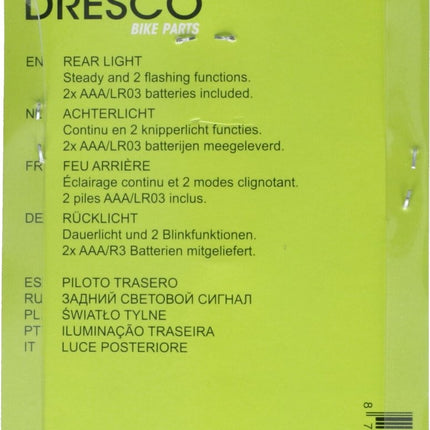 DRESCO
BIKE PARTS
EN REAR LIGHT
Steady and 2 flashing functions.
2x AAA/LR03 batteries included.
NL ACHTERLICHT
Continu en 2 knipperlicht functies.
2x AAA/LR03 batterijen meegeleverd.
FR FEU ARRIÈRE
Éclairage continu et 2 modes clignotant.
2 piles AAA/LR03 inclus.
DE RÜCKLICHT
Dauerlicht und 2 Blinkfunktionen.
2x AAA/R3 Batterien mitgeliefert.
ES PILOTO TRASERO
RU ЗАДНИЙ СВЕТОВОЙ СИГНАЛ
PL ŚWIATŁO TYLNE
PT ILUMINAÇÃO TRASEIRA
IT LUCE POSTERIORE
8 7